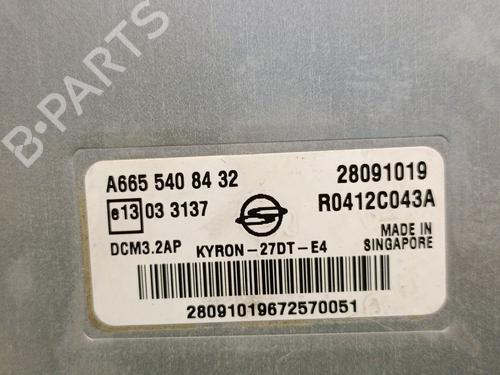 B-PARTS
A665 540 84 32
28091019
e13 03 3137
R0412C043A
MADE IN
SINGAPORE
DCM3.2AP KYRON-27DT-E4
28091019672570051